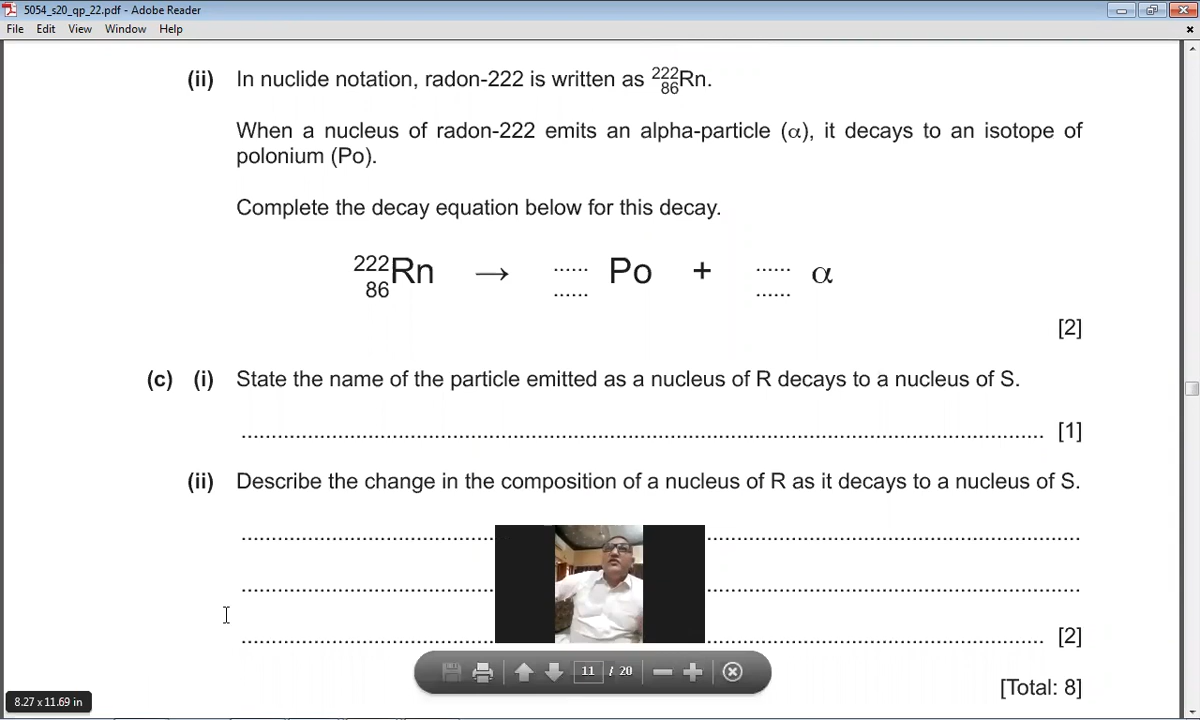 5054_s20_qp_22.pdf - Adobe Reader
File Edit View Window Help
(ii) In nuclide notation, radon-222 is written as ²²²₈₆Rn.
When a nucleus of radon-222 emits an alpha-particle (α), it decays to an isotope of
polonium (Po).
Complete the decay equation below for this decay.
²²²₈₆Rn → ...... ...... Po + ...... ...... α
[2]
(c) (i) State the name of the particle emitted as a nucleus of R decays to a nucleus of S.
...... [1]
(ii) Describe the change in the composition of a nucleus of R as it decays to a nucleus of S.
...... [2]
11 / 20
[Total: 8]
8.27 x 11.69 in